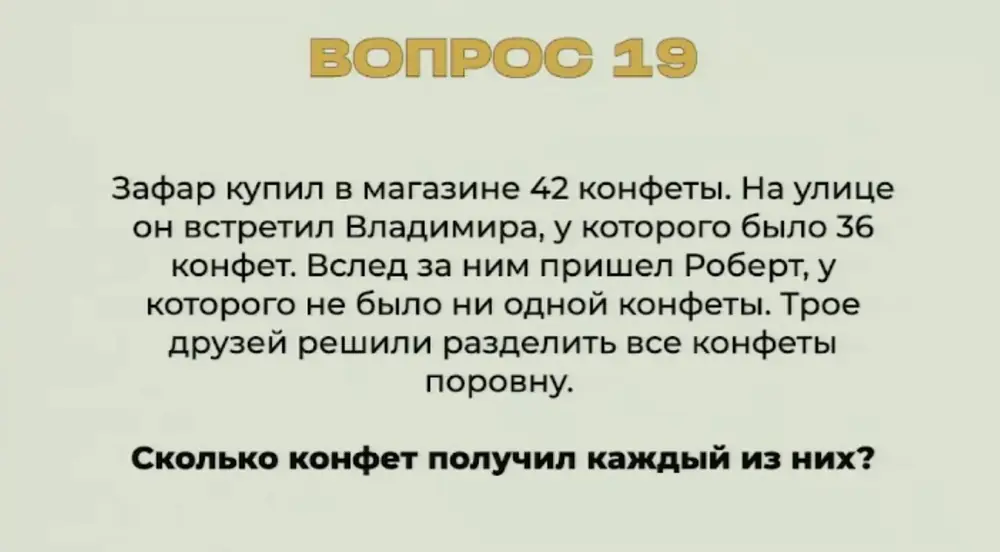 ВОПРОС 19
Зафар купил в магазине 42 конфеты. На улице
он встретил Владимира, у которого было 36
конфет. Вслед за ним пришел Роберт, у
которого не было ни одной конфеты. Трое
друзей решили разделить все конфеты
поровну.
Сколько конфет получил каждый из них?